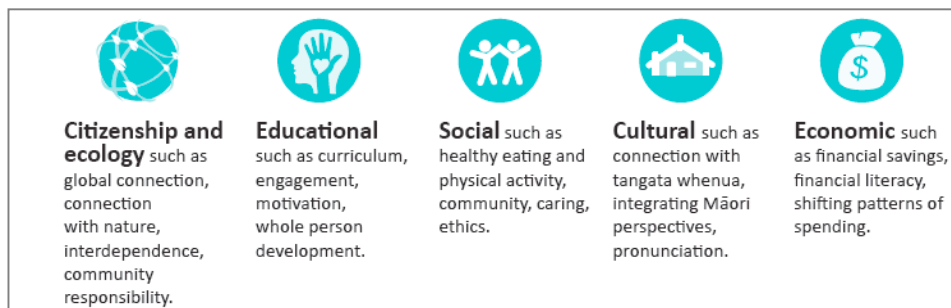 $
Citizenship and
ecology such as
global connection,
connection
with nature,
interdependence,
community
responsibility.
Educational
such as curriculum,
engagement,
motivation,
whole person
development.
Social such as
healthy eating and
physical activity,
community, caring,
ethics.
Cultural such as
connection with
tangata whenua,
integrating Māori
perspectives,
pronunciation.
Economic such
as financial savings,
financial literacy,
shifting patterns of
spending.